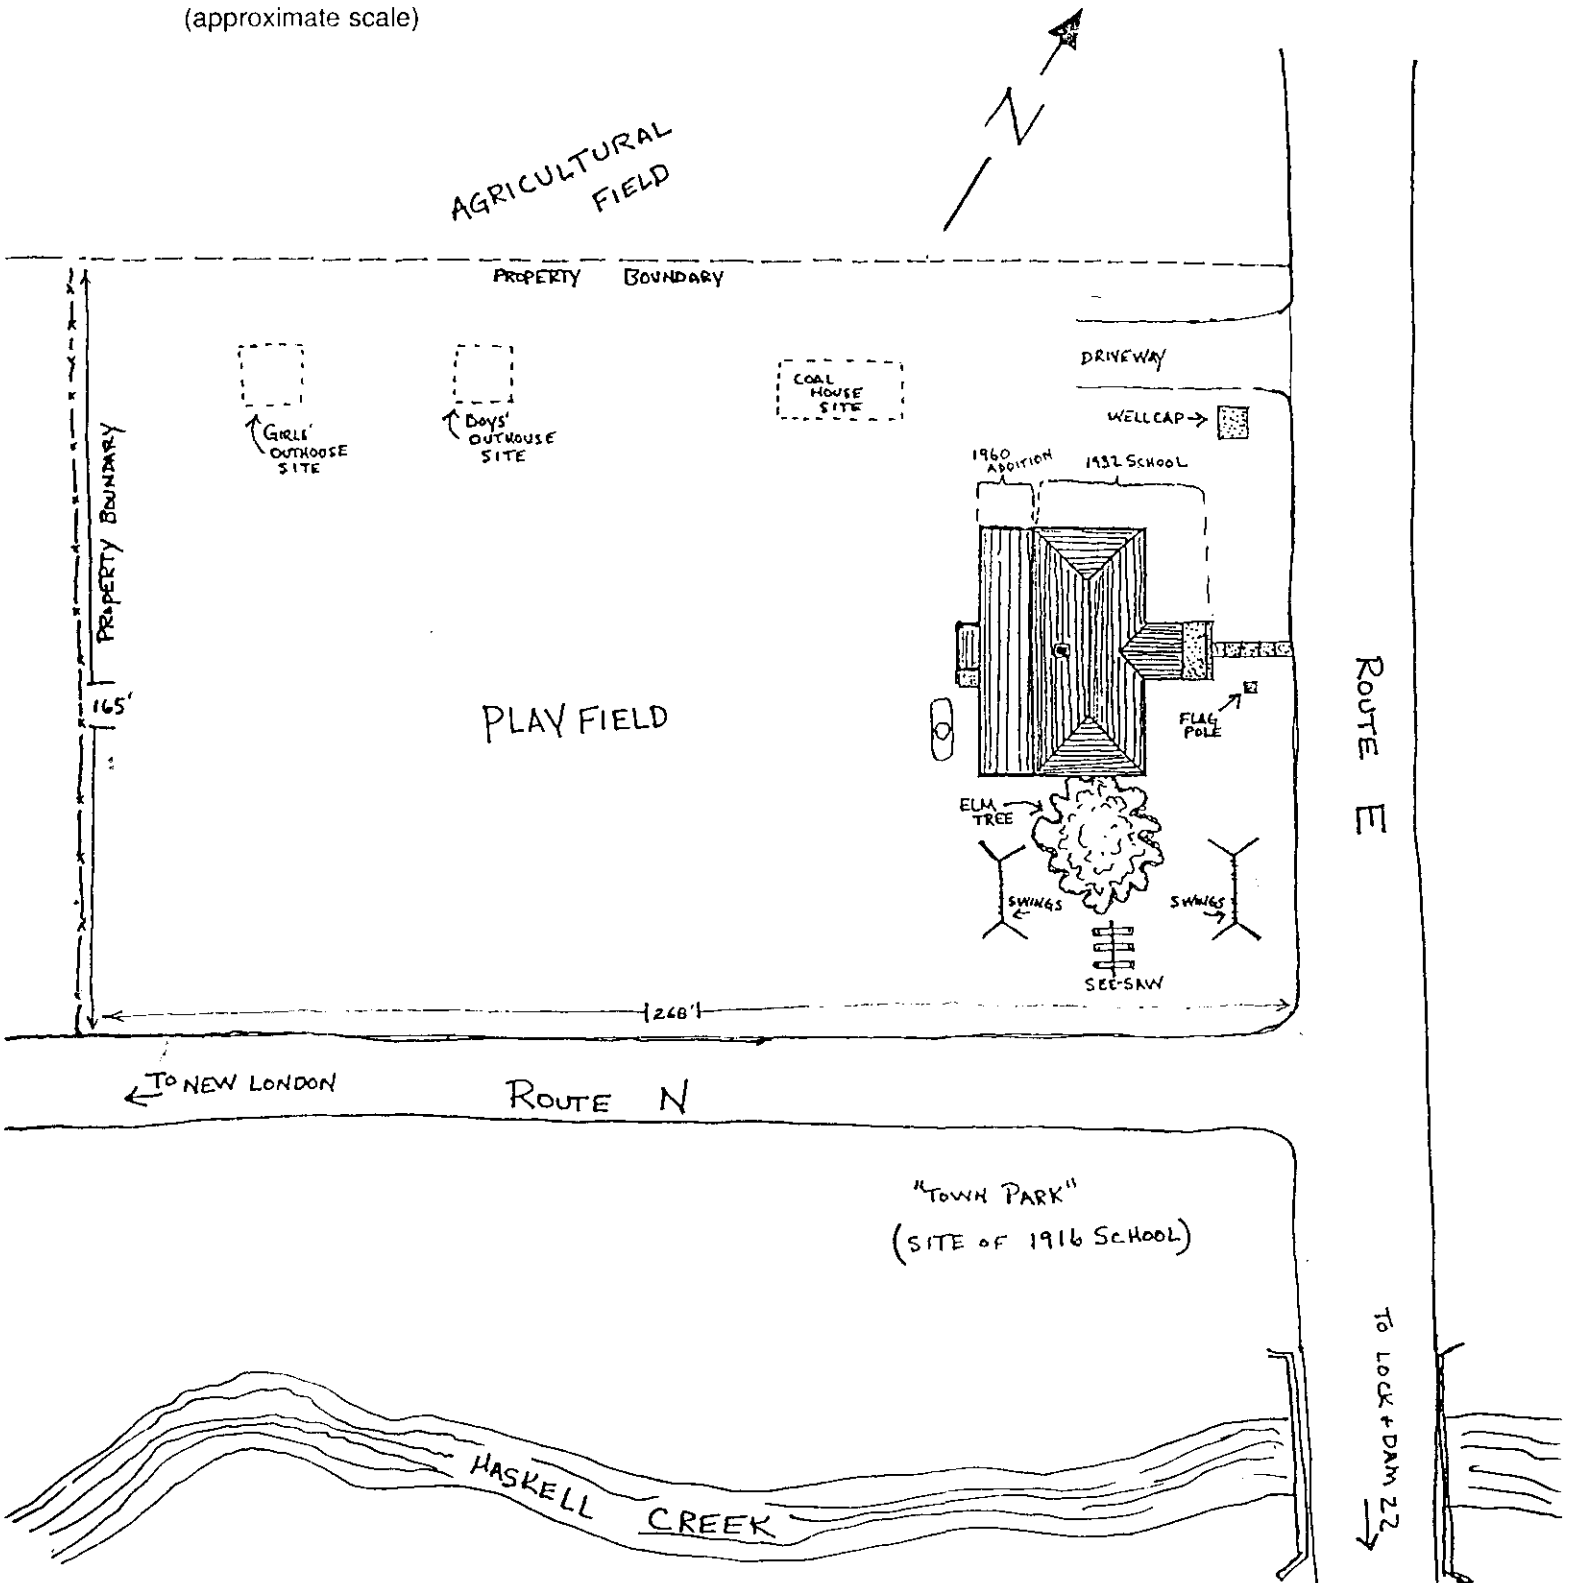 (approximate scale)
N
AGRICULTURAL
FIELD
PROPERTY BOUNDARY
DRIVEWAY
COAL
HOUSE
SITE
WELLCAP
GIRLS'
OUTHOUSE
SITE
BOYS'
OUTHOUSE
SITE
1960
ADDITION
1932 SCHOOL
PROPERTY BOUNDARY
165'
PLAY FIELD
FLAG
POLE
ROUTE E
ELM
TREE
SWINGS
SWINGS
SEE-SAW
268'
TO NEW LONDON
ROUTE N
"TOWN PARK"
(SITE OF 1916 SCHOOL)
TO LOCK + DAM 22
HASKELL
CREEK